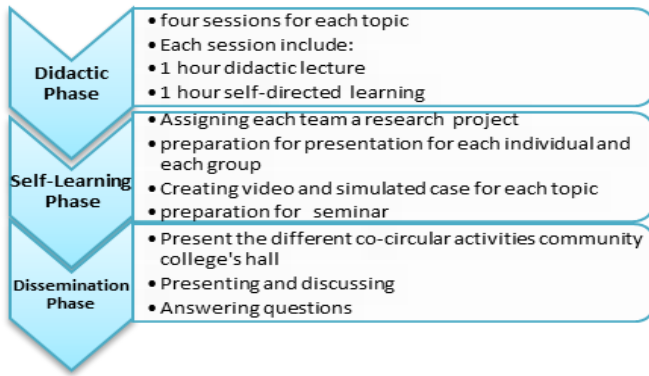 Didactic
Phase
• four sessions for each topic
• Each session include:
• 1 hour didactic lecture
• 1 hour self-directed learning
Self-Learning
Phase
• Assigning each team a research project
• preparation for presentation for each individual and
each group
• Creating video and simulated case for each topic
• preparation for seminar
Dissemination
Phase
• Present the different co-circular activities community
college's hall
• Presenting and discussing
• Answering questions